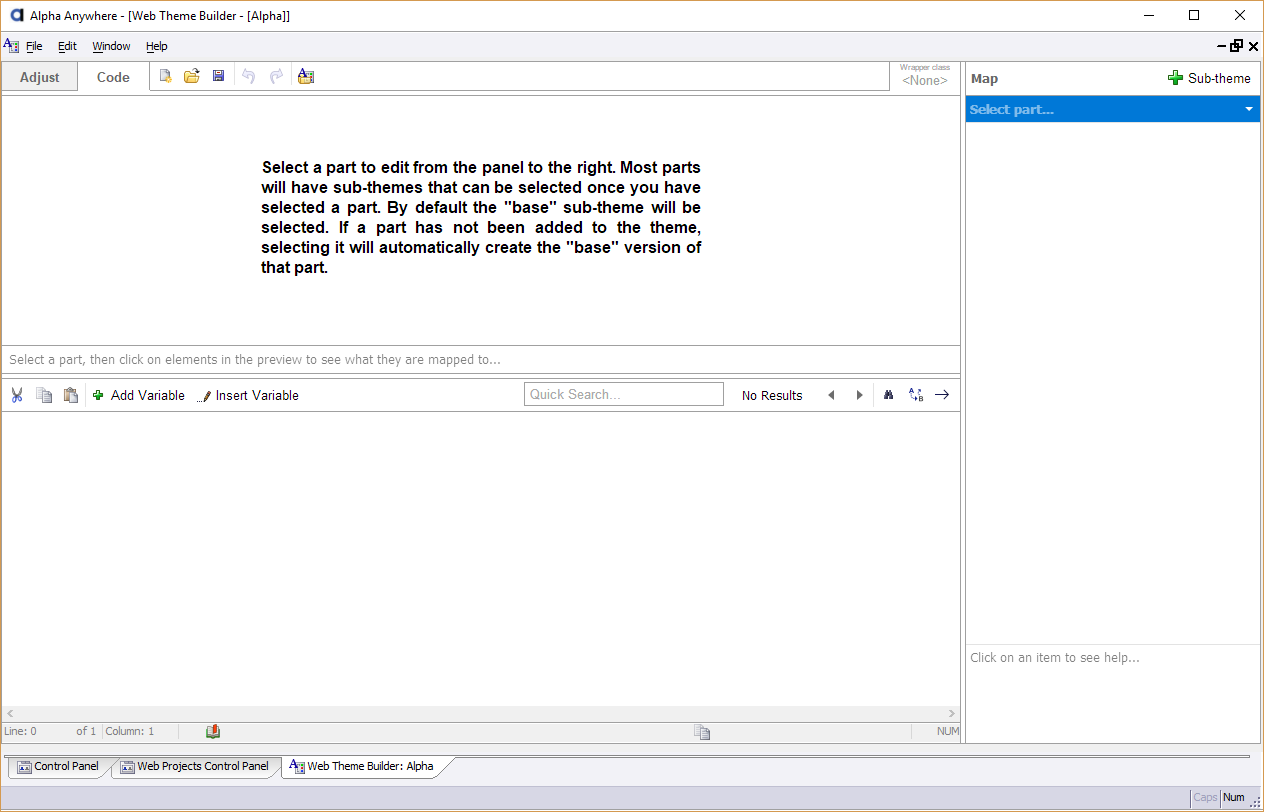 Alpha Anywhere - [Web Theme Builder - [Alpha]]
File Edit Window Help
Adjust Code
Wrapper class
<None>
Map Sub-theme
Select part...
Select a part to edit from the panel to the right. Most parts
will have sub-themes that can be selected once you have
selected a part. By default the "base" sub-theme will be
selected. If a part has not been added to the theme,
selecting it will automatically create the "base" version of
that part.
Select a part, then click on elements in the preview to see what they are mapped to...
Add Variable Insert Variable Quick Search... No Results
Click on an item to see help...
Line: 0 of 1 Column: 1 NUM
Control Panel Web Projects Control Panel Web Theme Builder: Alpha
Caps Num